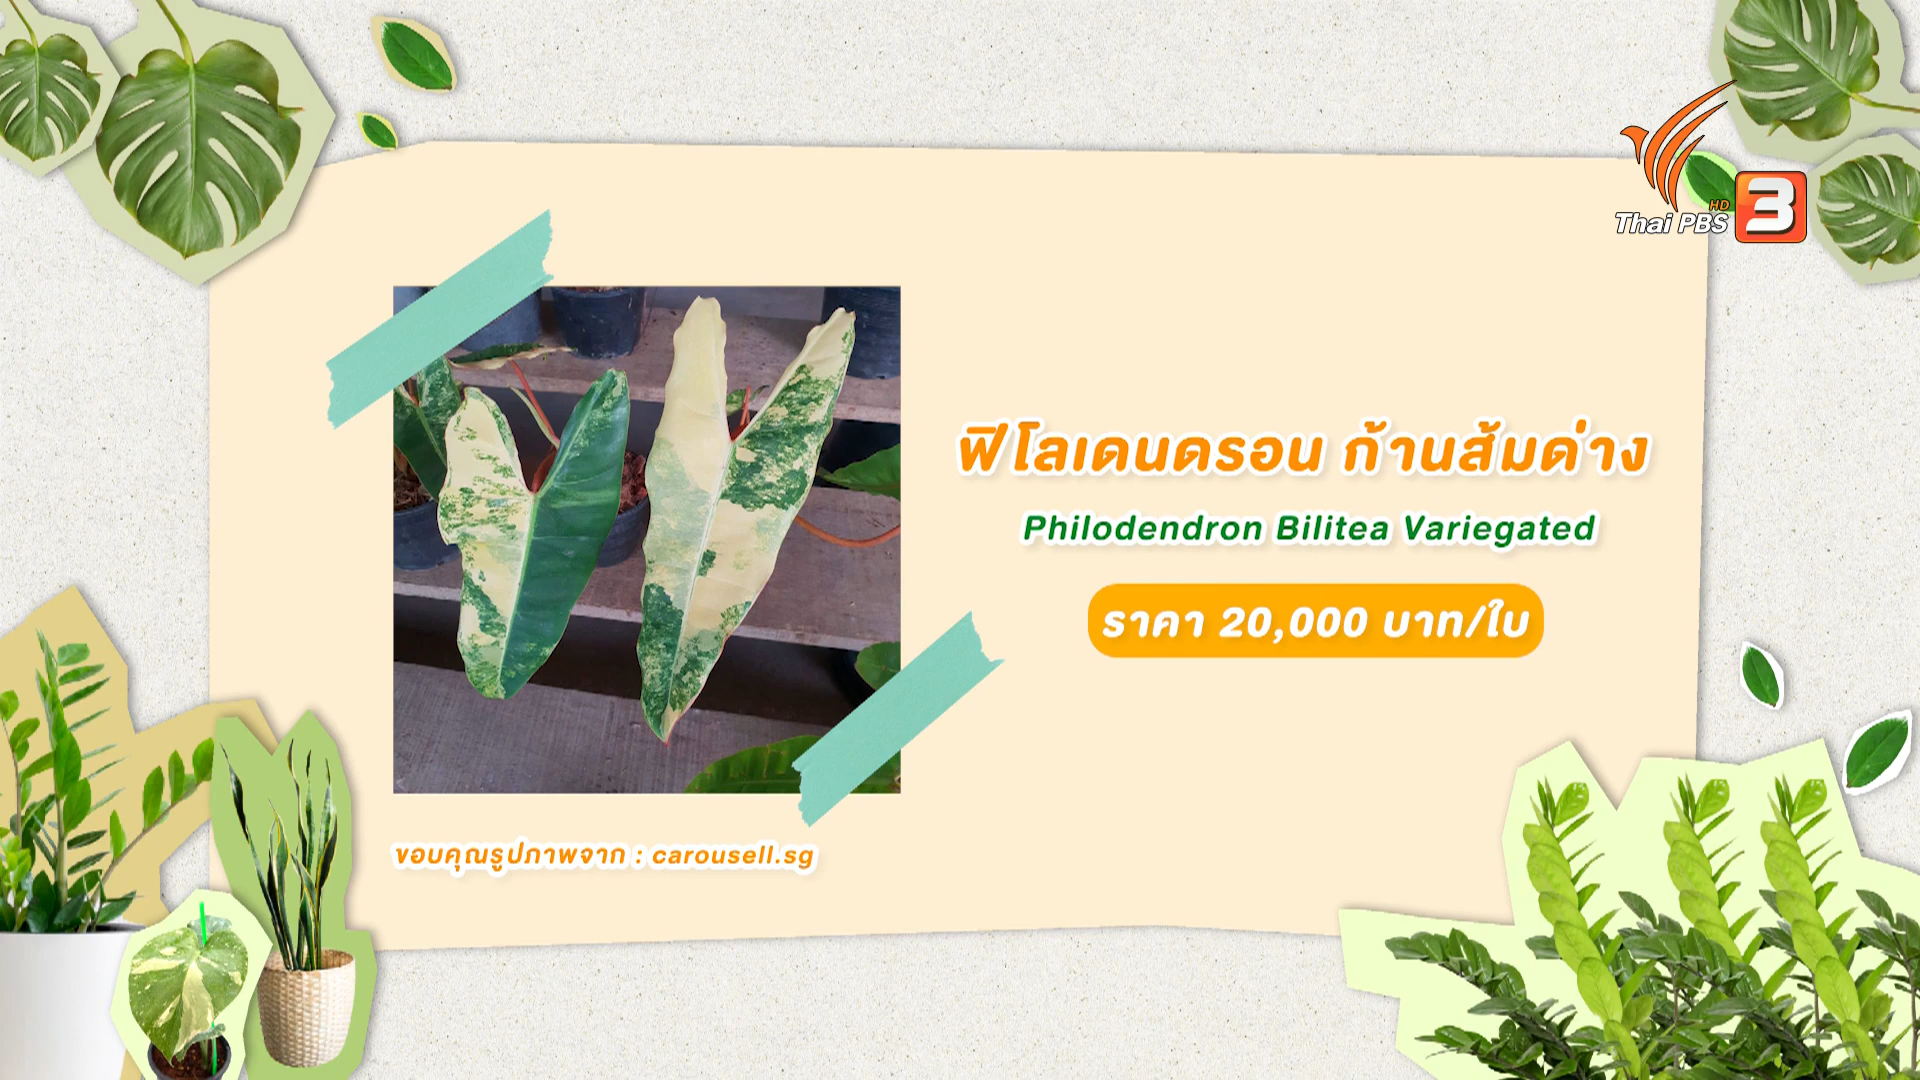 Thai PBS HD 3
ฟิโลเดนดรอน ก้านส้มด่าง
Philodendron Bilitea Variegated
ราคา 20,000 บาท/ใบ
ขอบคุณรูปภาพจาก : carousell.sg